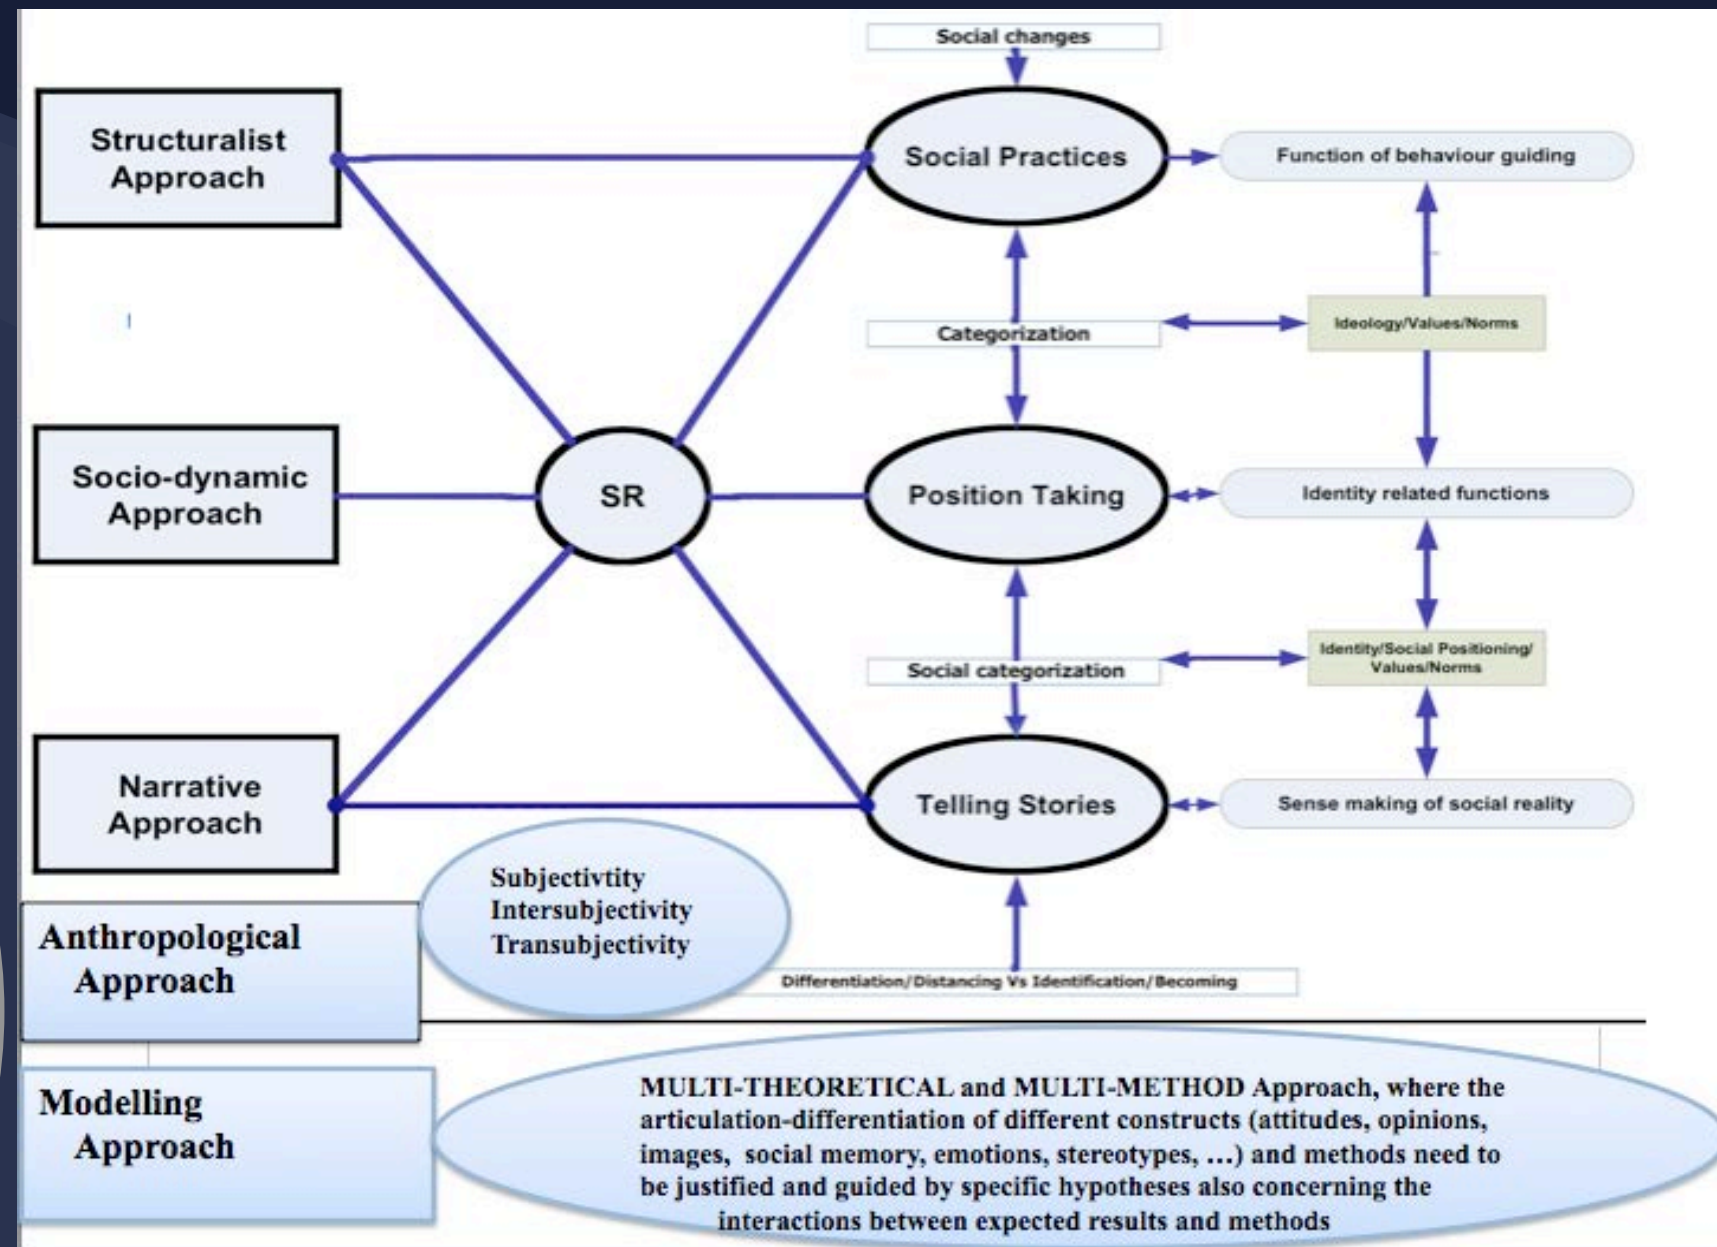 Social changes
Structuralist
Approach
Social Practices
Function of behaviour guiding
Categorization
Ideology/Values/Norms
Socio-dynamic
Approach
SR
Position Taking
Identity related functions
Social categorization
Identity/Social Positioning/
Values/Norms
Narrative
Approach
Telling Stories
Sense making of social reality
Subjectivtity
Intersubjectivity
Transubjectivity
Anthropological
Approach
Differentiation/Distancing Vs Identification/Becoming
Modelling
Approach
MULTI-THEORETICAL and MULTI-METHOD Approach, where the
articulation-differentiation of different constructs (attitudes, opinions,
images, social memory, emotions, stereotypes, ...) and methods need to
be justified and guided by specific hypotheses also concerning the
interactions between expected results and methods